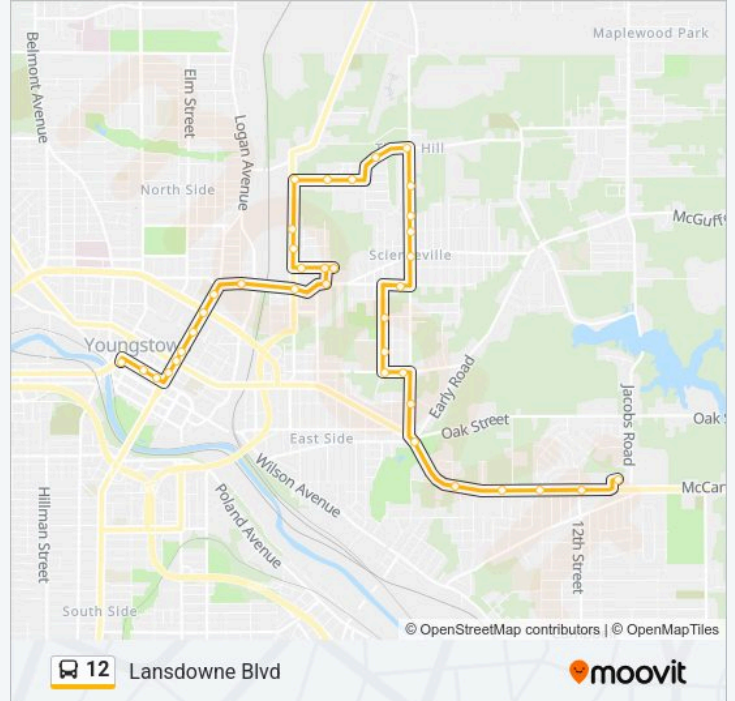 Maplewood Park
Belmont Avenue
Elm Street
Logan Avenue
Hill
North Side
McGuff
Scienceville
Youngstow
Early Road
Jacobs Road
Oak Street
Oak S
East Side
Wilson Avenue
McCar
Hillman Street
Poland Avenue
12th Street
South Side
© OpenStreetMap contributors | © OpenMapTiles
12 Lansdowne Blvd
moovit